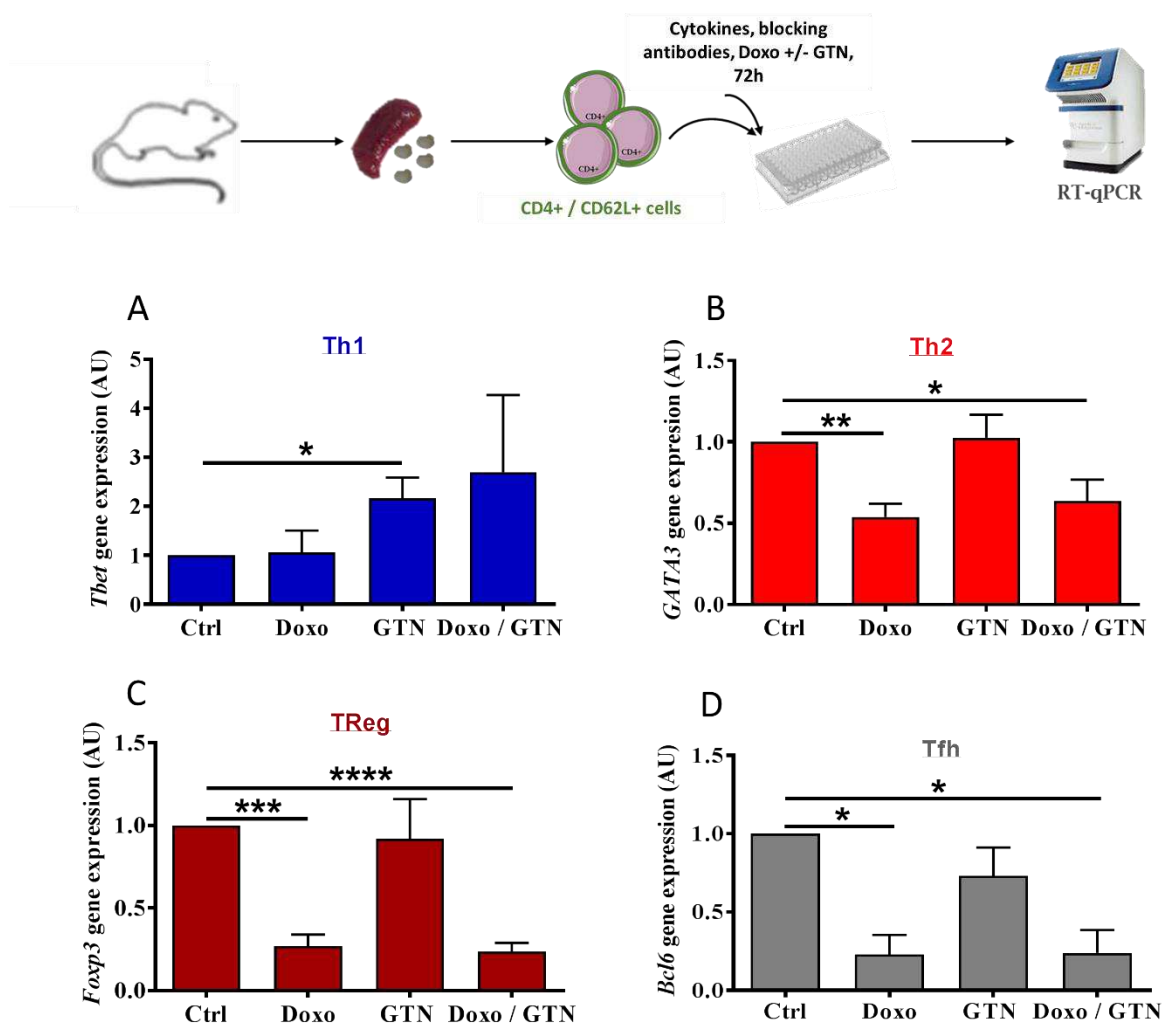 Cytokines, blocking
antibodies, Doxo +/- GTN,
72h
CD4+
CD4+
CD4+
CD4+ / CD62L+ cells
RT-qPCR
A
Th1
Tbet gene expression (AU)
5
4
3
2
1
0
*
Ctrl
Doxo
GTN
Doxo / GTN
B
Th2
GATA3 gene expresion (AU)
1.5
1.0
0.5
0.0
*
**
Ctrl
Doxo
GTN
Doxo / GTN
C
TReg
Foxp3 gene expression (AU)
1.5
1.0
0.5
0.0
****
***
Ctrl
Doxo
GTN
Doxo / GTN
D
Tfh
Bcl6 gene expression (AU)
1.5
1.0
0.5
0.0
*
*
Ctrl
Doxo
GTN
Doxo / GTN